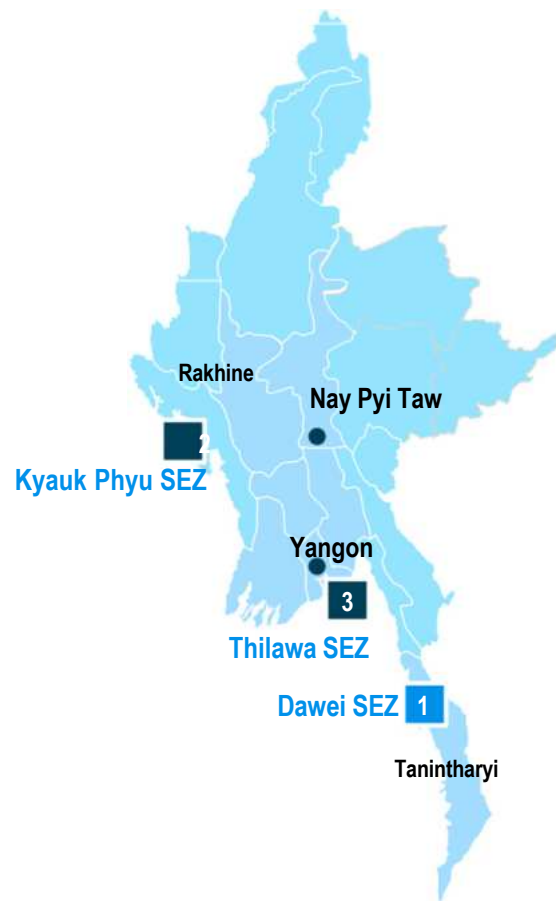 Rakhine
Nay Pyi Taw
2
Kyauk Phyu SEZ
Yangon
3
Thilawa SEZ
Dawei SEZ 1
Tanintharyi